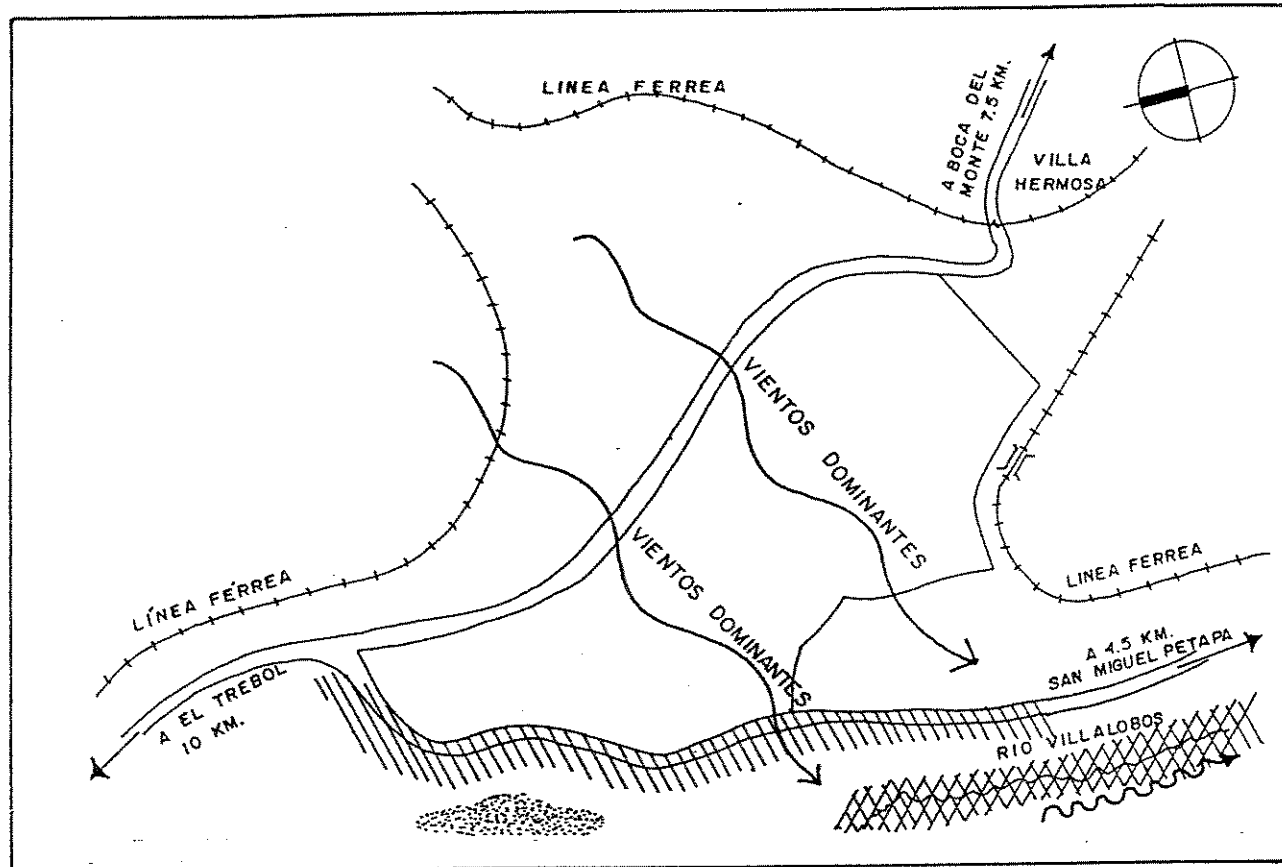 LINEA FERREA
A BOCA DEL
MONTE 7.5 KM.
VILLA
HERMOSA
VIENTOS DOMINANTES
VIENTOS DOMINANTES
LÍNEA FÉRREA
LINEA FERREA
A EL TREBOL
10 KM.
A 4.5 KM.
SAN MIGUEL PETAPA
RIO VILLALOBOS